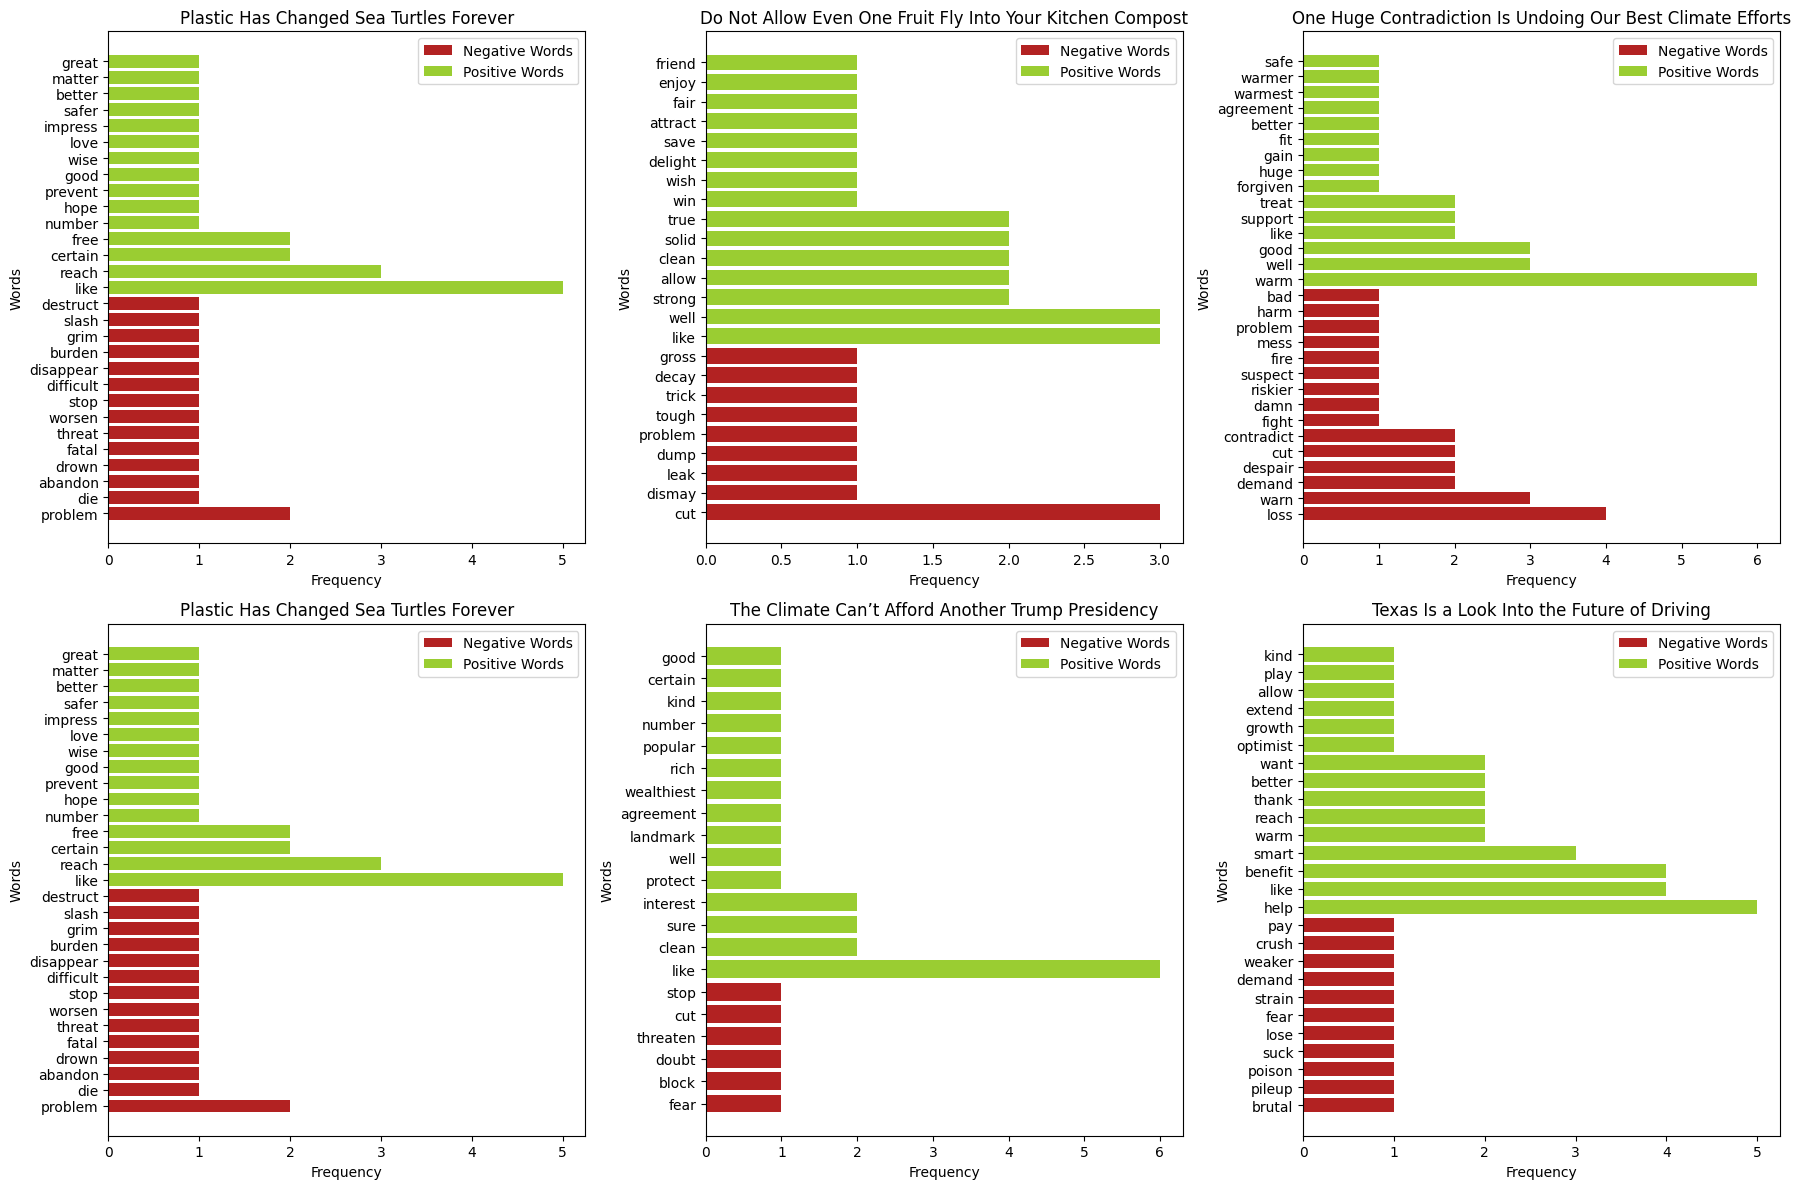 Plastic Has Changed Sea Turtles Forever
Negative Words
Positive Words
great
matter
better
safer
impress
love
wise
good
prevent
hope
number
free
certain
reach
like
destruct
slash
grim
burden
disappear
difficult
stop
worsen
threat
fatal
drown
abandon
die
problem
Words
0 1 2 3 4 5
Frequency
Do Not Allow Even One Fruit Fly Into Your Kitchen Compost
Negative Words
Positive Words
friend
enjoy
fair
attract
save
delight
wish
win
true
solid
clean
allow
strong
well
like
gross
decay
trick
tough
problem
dump
leak
dismay
cut
Words
0.0 0.5 1.0 1.5 2.0 2.5 3.0
Frequency
One Huge Contradiction Is Undoing Our Best Climate Efforts
Negative Words
Positive Words
safe
warmer
warmest
agreement
better
fit
gain
huge
forgiven
treat
support
like
good
well
warm
bad
harm
problem
mess
fire
suspect
riskier
damn
fight
contradict
cut
despair
demand
warn
loss
Words
0 1 2 3 4 5 6
Frequency
Plastic Has Changed Sea Turtles Forever
Negative Words
Positive Words
great
matter
better
safer
impress
love
wise
good
prevent
hope
number
free
certain
reach
like
destruct
slash
grim
burden
disappear
difficult
stop
worsen
threat
fatal
drown
abandon
die
problem
Words
0 1 2 3 4 5
Frequency
The Climate Can’t Afford Another Trump Presidency
Negative Words
Positive Words
good
certain
kind
number
popular
rich
wealthiest
agreement
landmark
well
protect
interest
sure
clean
like
stop
cut
threaten
doubt
block
fear
Words
0 1 2 3 4 5 6
Frequency
Texas Is a Look Into the Future of Driving
Negative Words
Positive Words
kind
play
allow
extend
growth
optimist
want
better
thank
reach
warm
smart
benefit
like
help
pay
crush
weaker
demand
strain
fear
lose
suck
poison
pileup
brutal
Words
0 1 2 3 4 5
Frequency